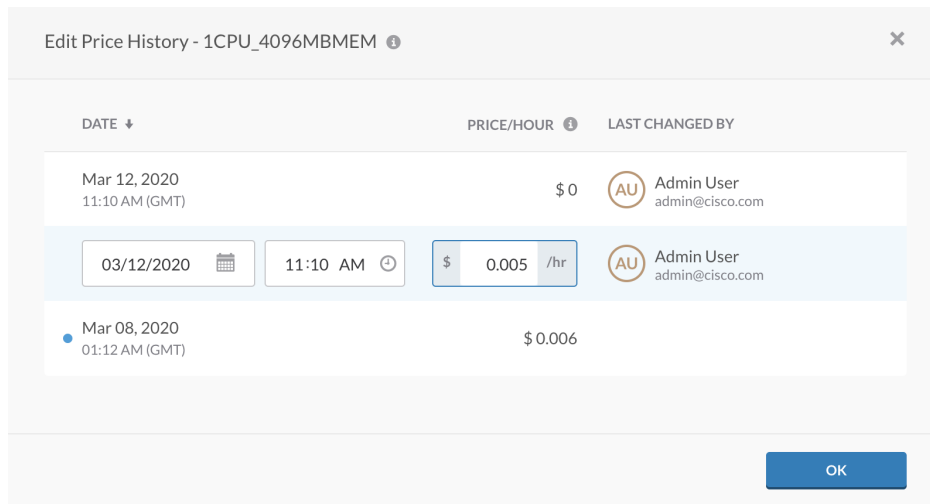 Edit Price History - 1CPU_4096MBMEM
DATE PRICE/HOUR LAST CHANGED BY
Mar 12, 2020
11:10 AM (GMT)
$ 0
AU
Admin User
admin@cisco.com
03/12/2020 11:10 AM $ 0.005 /hr
AU
Admin User
admin@cisco.com
Mar 08, 2020
01:12 AM (GMT)
$ 0.006
OK